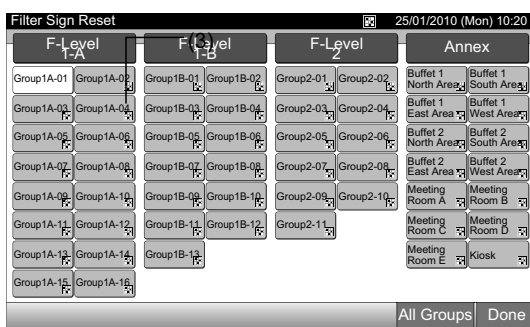 Filter Sign Reset 25/01/2010 (Mon) 10:20
(3)
F-Level
1-A
F-Level
1-B
F-Level
2
Annex
Group1A-01 Group1A-02 Group1B-01 Group1B-02 Group2-01 Group2-02
Buffet 1
North Area
Buffet 1
South Area
Group1A-03 Group1A-04 Group1B-03 Group1B-04 Group2-03 Group2-04
Buffet 1
East Area
Buffet 1
West Area
Group1A-05 Group1A-06 Group1B-05 Group1B-06 Group2-05 Group2-06
Buffet 2
North Area
Buffet 2
South Area
Group1A-07 Group1A-08 Group1B-07 Group1B-08 Group2-07 Group2-08
Buffet 2
East Area
Buffet 2
West Area
Group1A-09 Group1A-10 Group1B-09 Group1B-10 Group2-09 Group2-10
Meeting
Room A
Meeting
Room B
Group1A-11 Group1A-12 Group1B-11 Group1B-12 Group2-11
Meeting
Room C
Meeting
Room D
Group1A-13 Group1A-14 Group1B-13
Meeting
Room E
Kiosk
Group1A-15 Group1A-16
All Groups Done